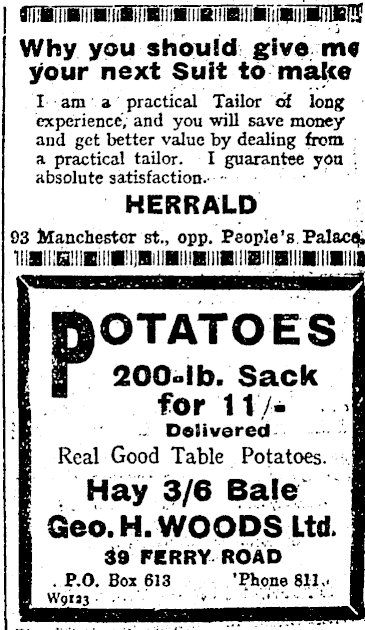 Why you should give me
your next Suit to make
I am a practical Tailor of long
experience, and you will save money
and get better value by dealing from
a practical tailor. I guarantee you
absolute satisfaction.
HERRALD
93 Manchester st., opp. People's Palace.
POTATOES
200-lb. Sack
for 11/-
Delivered
Real Good Table Potatoes.
Hay 3/6 Bale
Geo. H. WOODS Ltd.
39 FERRY ROAD
P.O. Box 613 'Phone 811
W9123